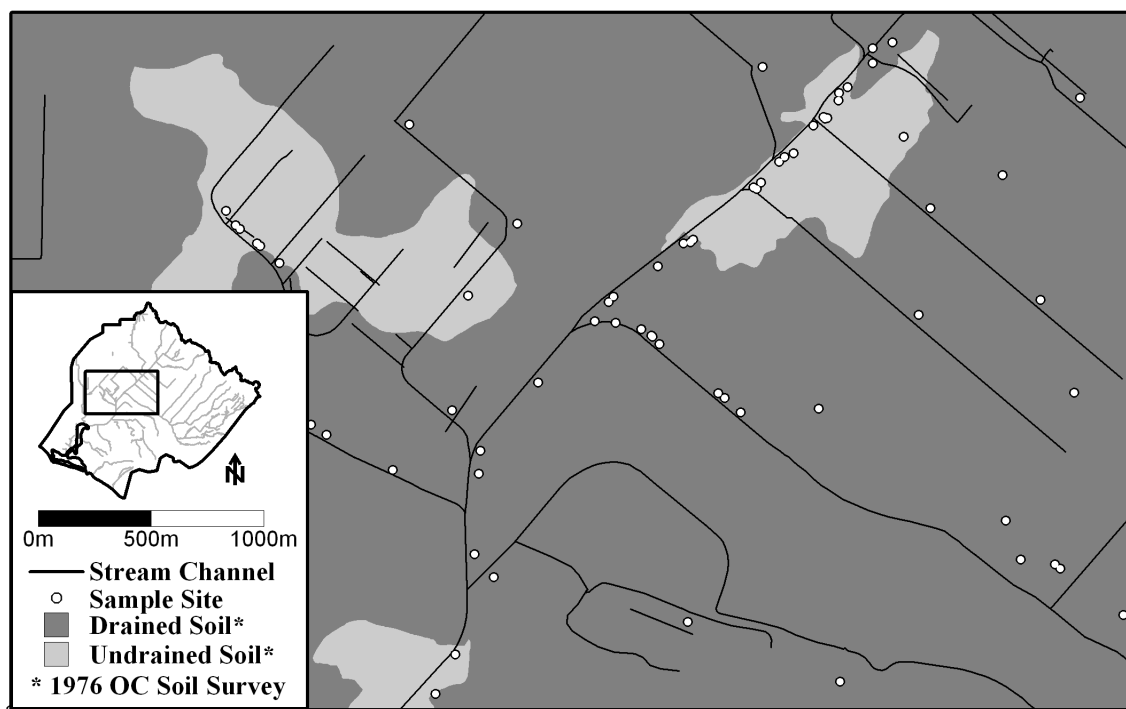 N
0m 500m 1000m
Stream Channel
Sample Site
Drained Soil*
Undrained Soil*
* 1976 OC Soil Survey